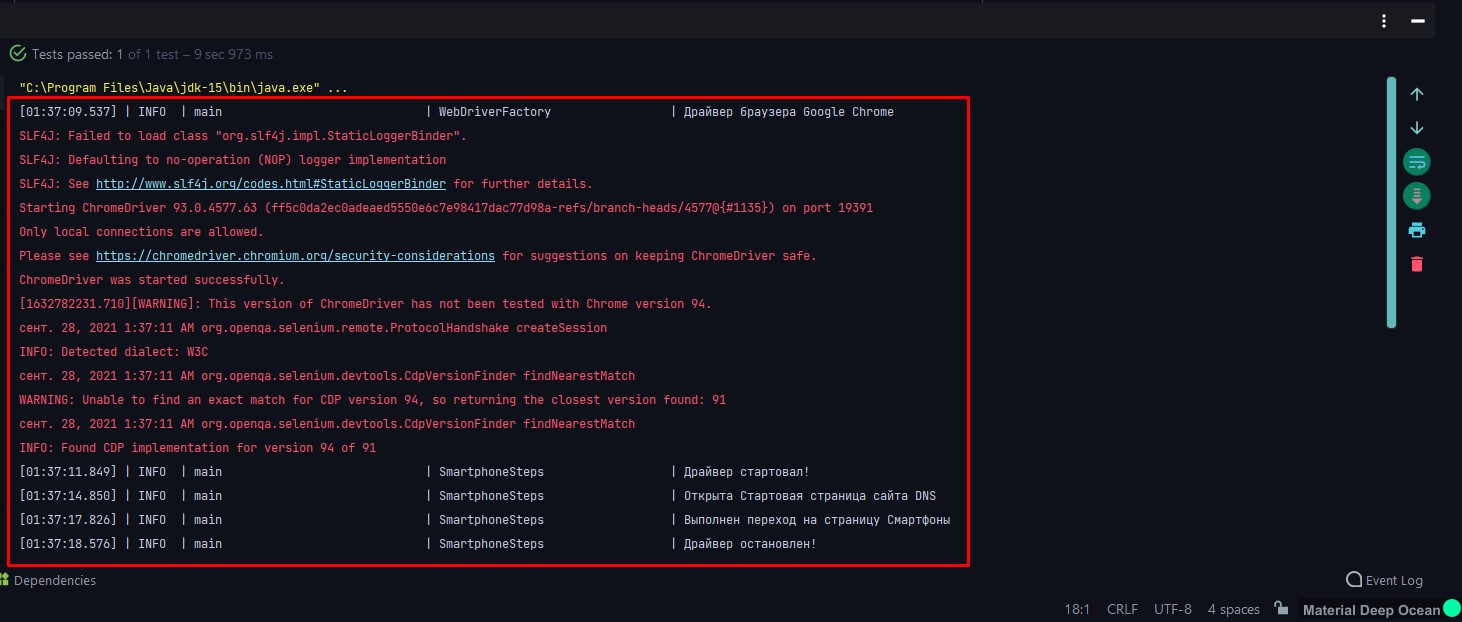 Tests passed: 1 of 1 test – 9 sec 973 ms
"C:\Program Files\Java\jdk-15\bin\java.exe" ...
[01:37:09.537] | INFO | main | WebDriverFactory | Драйвер браузера Google Chrome
SLF4J: Failed to load class "org.slf4j.impl.StaticLoggerBinder".
SLF4J: Defaulting to no-operation (NOP) logger implementation
SLF4J: See http://www.slf4j.org/codes.html#StaticLoggerBinder for further details.
Starting ChromeDriver 93.0.4577.63 (ff5c0da2ec0adeaed5550e6c7e98417dac77d98a-refs/branch-heads/4577@{#1135}) on port 19391
Only local connections are allowed.
Please see https://chromedriver.chromium.org/security-considerations for suggestions on keeping ChromeDriver safe.
ChromeDriver was started successfully.
[1632782231.710][WARNING]: This version of ChromeDriver has not been tested with Chrome version 94.
сент. 28, 2021 1:37:11 AM org.openqa.selenium.remote.ProtocolHandshake createSession
INFO: Detected dialect: W3C
сент. 28, 2021 1:37:11 AM org.openqa.selenium.devtools.CdpVersionFinder findNearestMatch
WARNING: Unable to find an exact match for CDP version 94, so returning the closest version found: 91
сент. 28, 2021 1:37:11 AM org.openqa.selenium.devtools.CdpVersionFinder findNearestMatch
INFO: Found CDP implementation for version 94 of 91
[01:37:11.849] | INFO | main | SmartphoneSteps | Драйвер стартовал!
[01:37:14.850] | INFO | main | SmartphoneSteps | Открыта Стартовая страница сайта DNS
[01:37:17.826] | INFO | main | SmartphoneSteps | Выполнен переход на страницу Смартфоны
[01:37:18.576] | INFO | main | SmartphoneSteps | Драйвер остановлен!
Dependencies
Event Log
18:1 CRLF UTF-8 4 spaces Material Deep Ocean